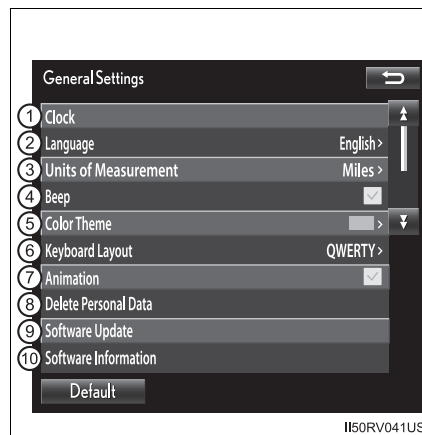 General Settings
1 Clock
2 Language English >
3 Units of Measurement Miles >
4 Beep
5 Color Theme >
6 Keyboard Layout QWERTY >
7 Animation
8 Delete Personal Data
9 Software Update
10 Software Information
Default
II50RV041US